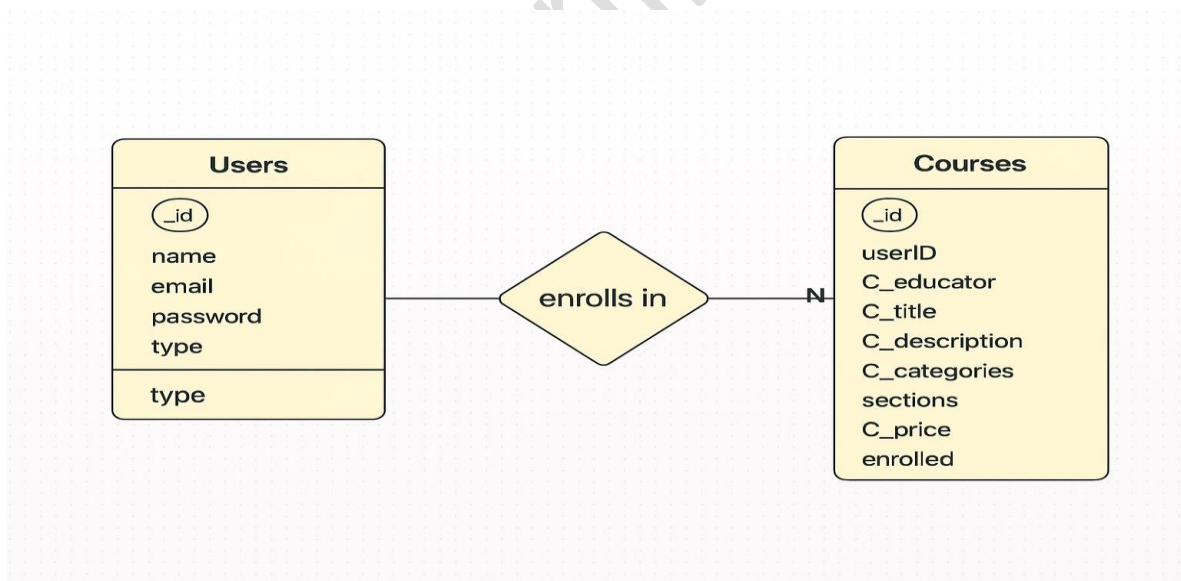 Users
_id
name
email
password
type
type
enrolls in
N
Courses
_id
userID
C_educator
C_title
C_description
C_categories
sections
C_price
enrolled